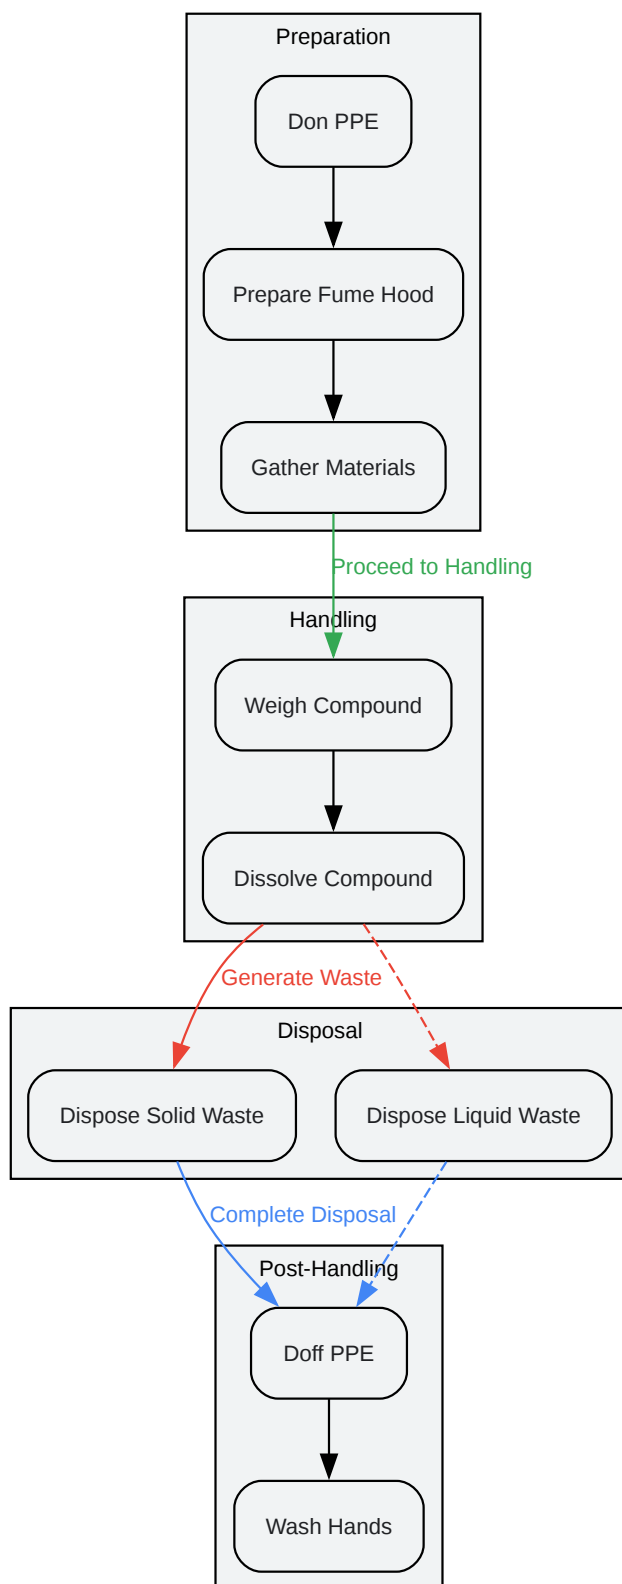 Preparation
Don PPE
Prepare Fume Hood
Gather Materials
Proceed to Handling
Handling
Weigh Compound
Dissolve Compound
Generate Waste
Disposal
Dispose Solid Waste
Dispose Liquid Waste
Complete Disposal
Post-Handling
Doff PPE
Wash Hands